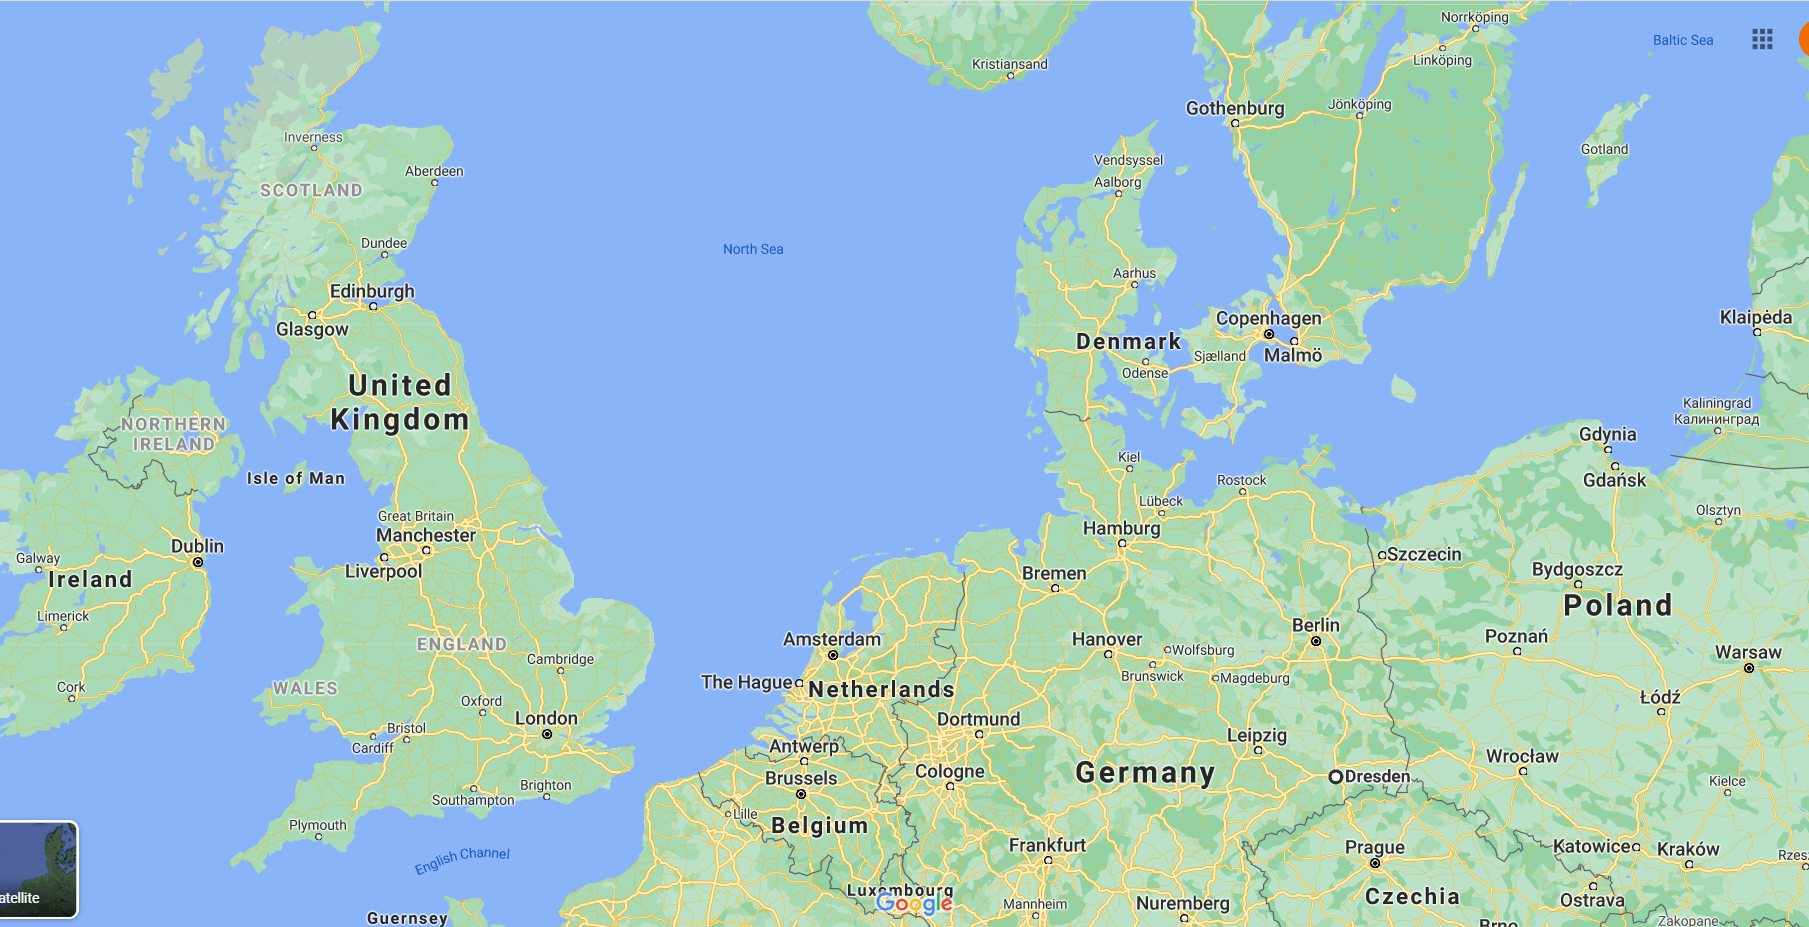 Norrköping
Baltic Sea
Linköping
Kristiansand
Gothenburg
Jönköping
Inverness
Gotland
Vendsyssel
Aberdeen
Aalborg
SCOTLAND
Dundee
North Sea
Aarhus
Edinburgh
Glasgow
Copenhagen
Klaipėda
Denmark
Malmö
Sjælland
Odense
United
Kingdom
Kaliningrad
Калининград
NORTHERN
IRELAND
Gdynia
Kiel
Isle of Man
Rostock
Gdańsk
Lübeck
Olsztyn
Great Britain
Manchester
Hamburg
Dublin
Galway
Szczecin
Liverpool
Ireland
Bremen
Bydgoszcz
Poland
Limerick
Berlin
Amsterdam
Hanover
Poznań
ENGLAND
Wolfsburg
Warsaw
Cambridge
Brunswick
Magdeburg
The Hague
Netherlands
Cork
WALES
Łódź
Oxford
London
Dortmund
Bristol
Cardiff
Leipzig
Antwerp
Wrocław
Cologne
Germany
Dresden
Brussels
Kielce
Brighton
Southampton
Lille
Belgium
Plymouth
Frankfurt
Prague
Katowice
Kraków
Rzes
English Channel
Luxembourg
Google
atellite
Czechia
Ostrava
Mannheim
Nuremberg
Guernsey
Zakopane
Brno